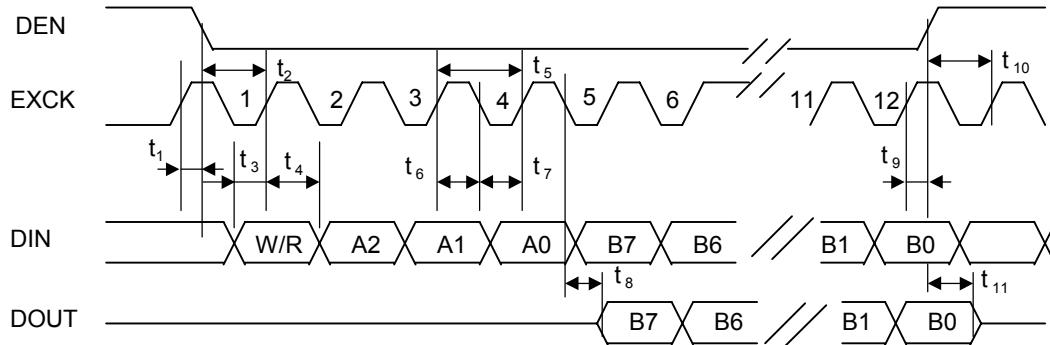 DEN
t2 t5 t10
EXCK 1 2 3 4 5 6 11 12
t1 t3 t4 t6 t7 t9
DIN W/R A2 A1 A0 B7 B6 B1 B0
t8 t11
DOUT B7 B6 B1 B0